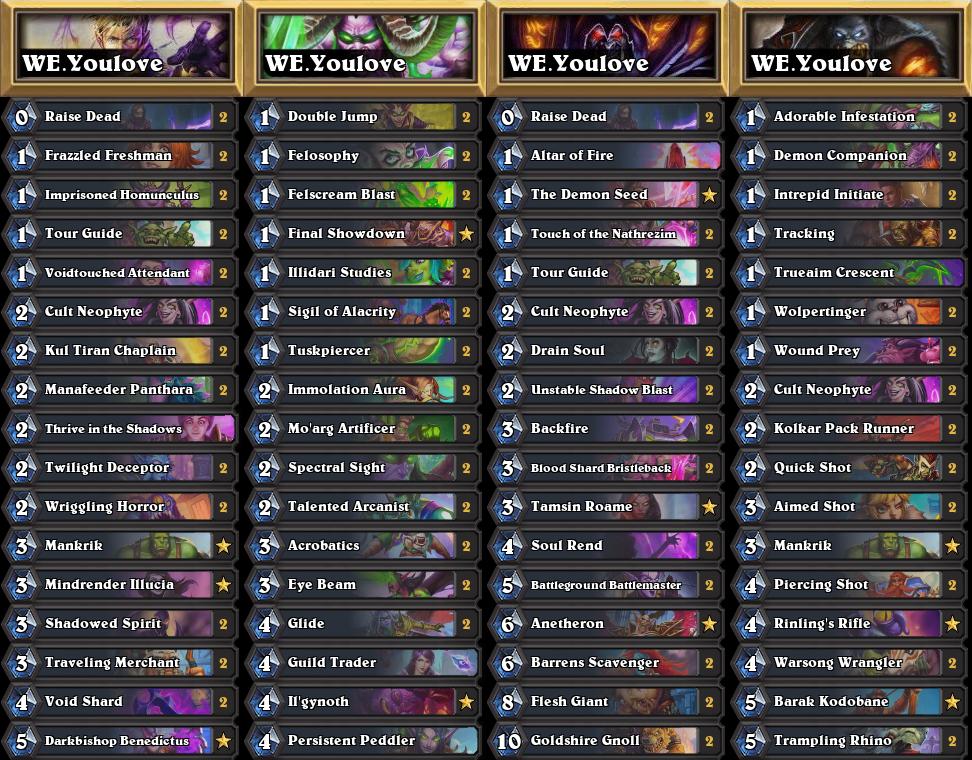 WE.Youlove
0 Raise Dead 2
1 Frazzled Freshman 2
1 Imprisoned Homunculus 2
1 Tour Guide 2
1 Voidtouched Attendant 2
2 Cult Neophyte 2
2 Kul Tiran Chaplain 2
2 Manafeeder Panthara 2
2 Thrive in the Shadows
2 Twilight Deceptor 2
2 Wriggling Horror 2
3 Mankrik
3 Mindrender Illucia
3 Shadowed Spirit 2
3 Traveling Merchant 2
4 Void Shard 2
5 Darkbishop Benedictus
WE.Youlove
1 Double Jump 2
1 Felosophy 2
1 Felscream Blast 2
1 Final Showdown
1 Illidari Studies 2
1 Sigil of Alacrity 2
1 Tuskpiercer 2
2 Immolation Aura 2
2 Mo'arg Artificer 2
2 Spectral Sight 2
2 Talented Arcanist 2
3 Acrobatics 2
3 Eye Beam 2
4 Glide 2
4 Guild Trader
4 Il'gynoth
4 Persistent Peddler
WE.Youlove
0 Raise Dead 2
1 Altar of Fire
1 The Demon Seed
1 Touch of the Nathrezim 2
1 Tour Guide 2
2 Cult Neophyte 2
2 Drain Soul 2
2 Unstable Shadow Blast 2
3 Backfire 2
3 Blood Shard Bristleback 2
3 Tamsin Roame
4 Soul Rend 2
5 Battleground Battlemaster 2
6 Anetheron
6 Barrens Scavenger 2
8 Flesh Giant 2
10 Goldshire Gnoll 2
WE.Youlove
1 Adorable Infestation 2
1 Demon Companion 2
1 Intrepid Initiate 2
1 Tracking 2
1 Trueaim Crescent
1 Wolpertinger 2
1 Wound Prey 2
2 Cult Neophyte 2
2 Kolkar Pack Runner 2
2 Quick Shot 2
3 Aimed Shot 2
3 Mankrik
4 Piercing Shot 2
4 Rinling's Rifle
4 Warsong Wrangler 2
5 Barak Kodobane
5 Trampling Rhino 2